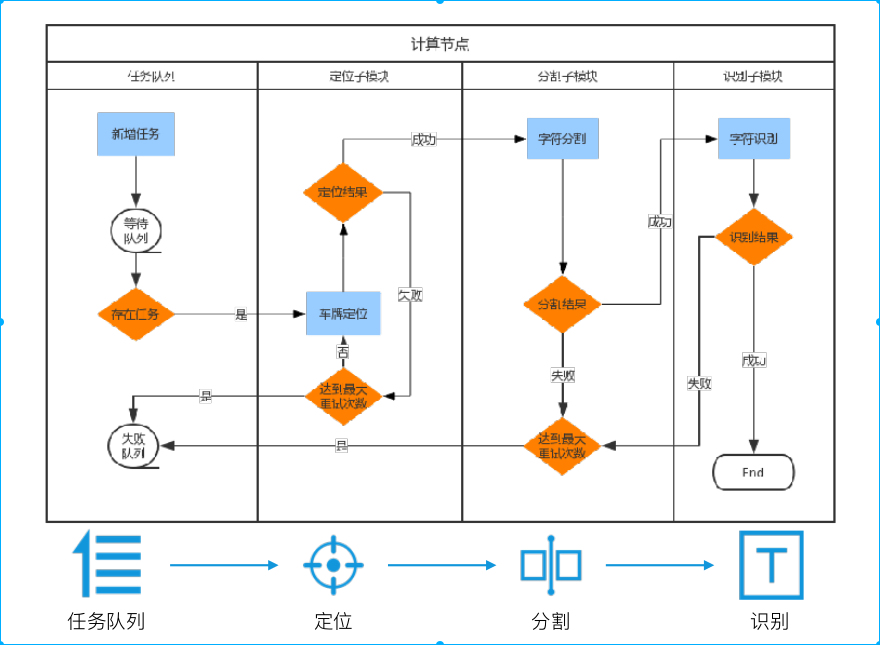 计算节点
任务队列
定位子模块
分割子模块
识别子模块
新增任务
等待
队列
存在任务
是
成功
定位结果
失败
车牌定位
否
达到最大
重试次数
是
失败
队列
是
字符分割
成功
分割结果
失败
达到最大
重试次数
字符识别
识别结果
失败
成功
End
任务队列
定位
分割
识别